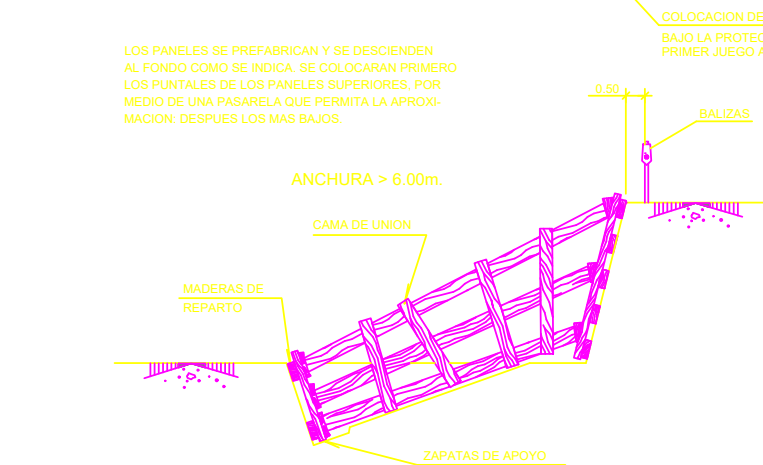 COLOCACION DE
BAJO LA PROTEC
PRIMER JUEGO A
LOS PANELES SE PREFABRICAN Y SE DESCIENDEN
AL FONDO COMO SE INDICA. SE COLOCARAN PRIMERO
LOS PUNTALES DE LOS PANELES SUPERIORES. POR
MEDIO DE UNA PASARELA QUE PERMITA LA APROXI-
MACION: DESPUES LOS MAS BAJOS.
0.60
BALIZAS
ANCHURA > 6.00m.
CAMA DE UNION
MADERAS DE
REPARTO
ZAPATAS DE APOYO